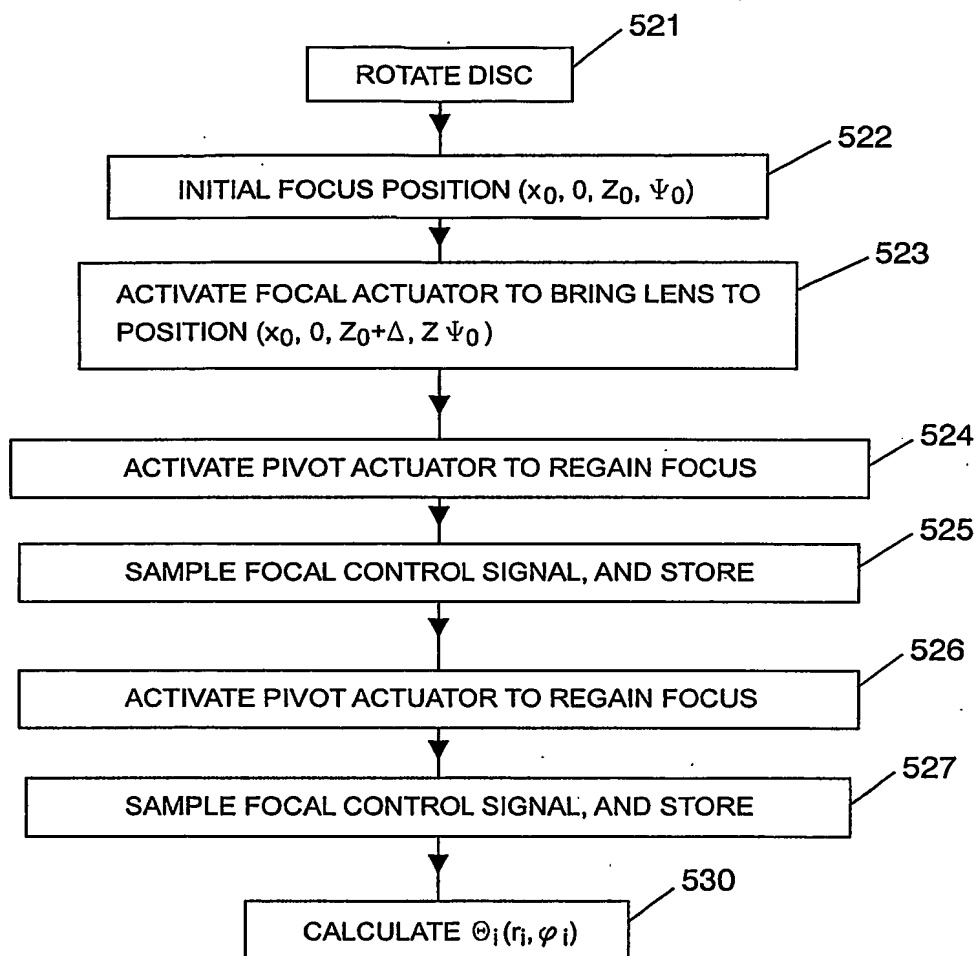 521
ROTATE DISC
522
INITIAL FOCUS POSITION (x₀, 0, Z₀, Ψ₀)
523
ACTIVATE FOCAL ACTUATOR TO BRING LENS TO
POSITION (x₀, 0, Z₀+Δ, Z Ψ₀)
524
ACTIVATE PIVOT ACTUATOR TO REGAIN FOCUS
525
SAMPLE FOCAL CONTROL SIGNAL, AND STORE
526
ACTIVATE PIVOT ACTUATOR TO REGAIN FOCUS
527
SAMPLE FOCAL CONTROL SIGNAL, AND STORE
530
CALCULATE Θᵢ(rᵢ, φᵢ)